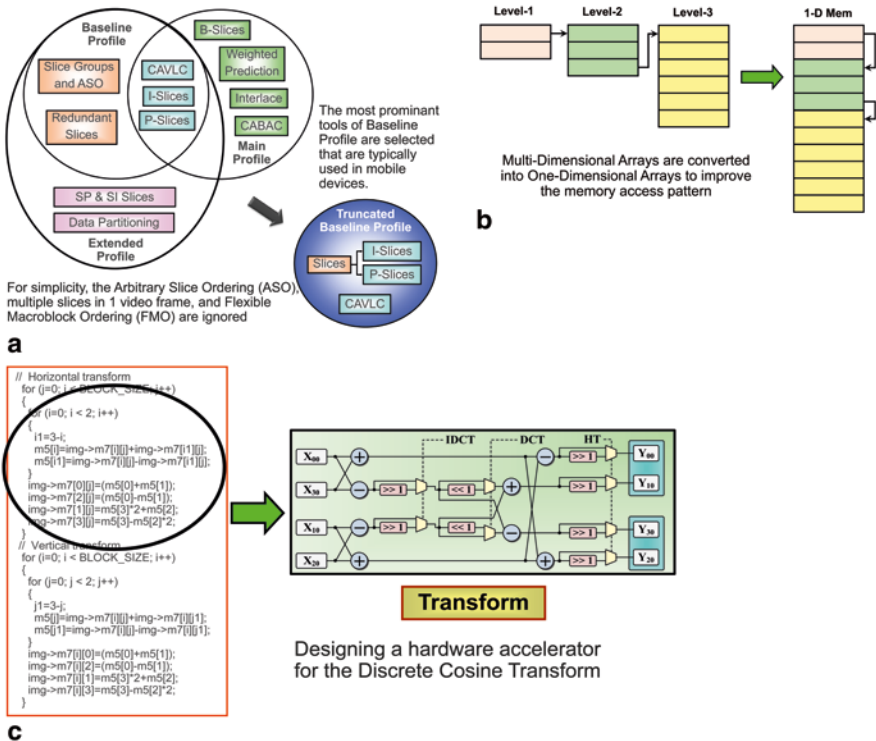 Baseline
Profile
Slice Groups
and ASO
Redundant
Slices
CAVLC
I-Slices
P-Slices
B-Slices
Weighted
Prediction
Interlace
CABAC
Main
Profile
SP & SI Slices
Data Partitioning
Extended
Profile
The most prominant
tools of Baseline
Profile are selected
that are typically
used in mobile
devices.
Truncated
Baseline Profile
Slices
I-Slices
P-Slices
CAVLC
For simplicity, the Arbitrary Slice Ordering (ASO),
multiple slices in 1 video frame, and Flexible
Macroblock Ordering (FMO) are ignored
a
Level-1
Level-2
Level-3
1-D Mem
Multi-Dimensional Arrays are converted
into One-Dimensional Arrays to improve
the memory access pattern
b
// Horizontal transform
for (j=0; i < BLOCK_SIZE; j++)
{
for (i=0; i < 2; i++)
{
i1=3-i;
m5[i]=img->m7[i][j]+img->m7[i1][j];
m5[i1]=img->m7[i][j]-img->m7[i1][j];
}
img->m7[0][j]=(m5[0]+m5[1]);
img->m7[2][j]=(m5[0]-m5[1]);
img->m7[1][j]=m5[3]*2+m5[2];
img->m7[3][j]=m5[3]-m5[2]*2;
}
// Vertical transform
for (i=0; i < BLOCK_SIZE; i++)
{
for (j=0; j < 2; j++)
{
j1=3-j;
m5[j]=img->m7[i][j]+img->m7[i][j1];
m5[j1]=img->m7[i][j]-img->m7[i][j1];
}
img->m7[i][0]=(m5[0]+m5[1]);
img->m7[i][2]=(m5[0]-m5[1]);
img->m7[i][1]=m5[3]*2+m5[2];
img->m7[i][3]=m5[3]-m5[2]*2;
}
IDCT DCT HT
X00 + − >> 1 Y00
X30 − >> 1 << 1 + >> 1 Y10
X10 − >> 1 << 1 − >> 1 Y30
X20 + + >> 1 Y20
Transform
Designing a hardware accelerator
for the Discrete Cosine Transform
c